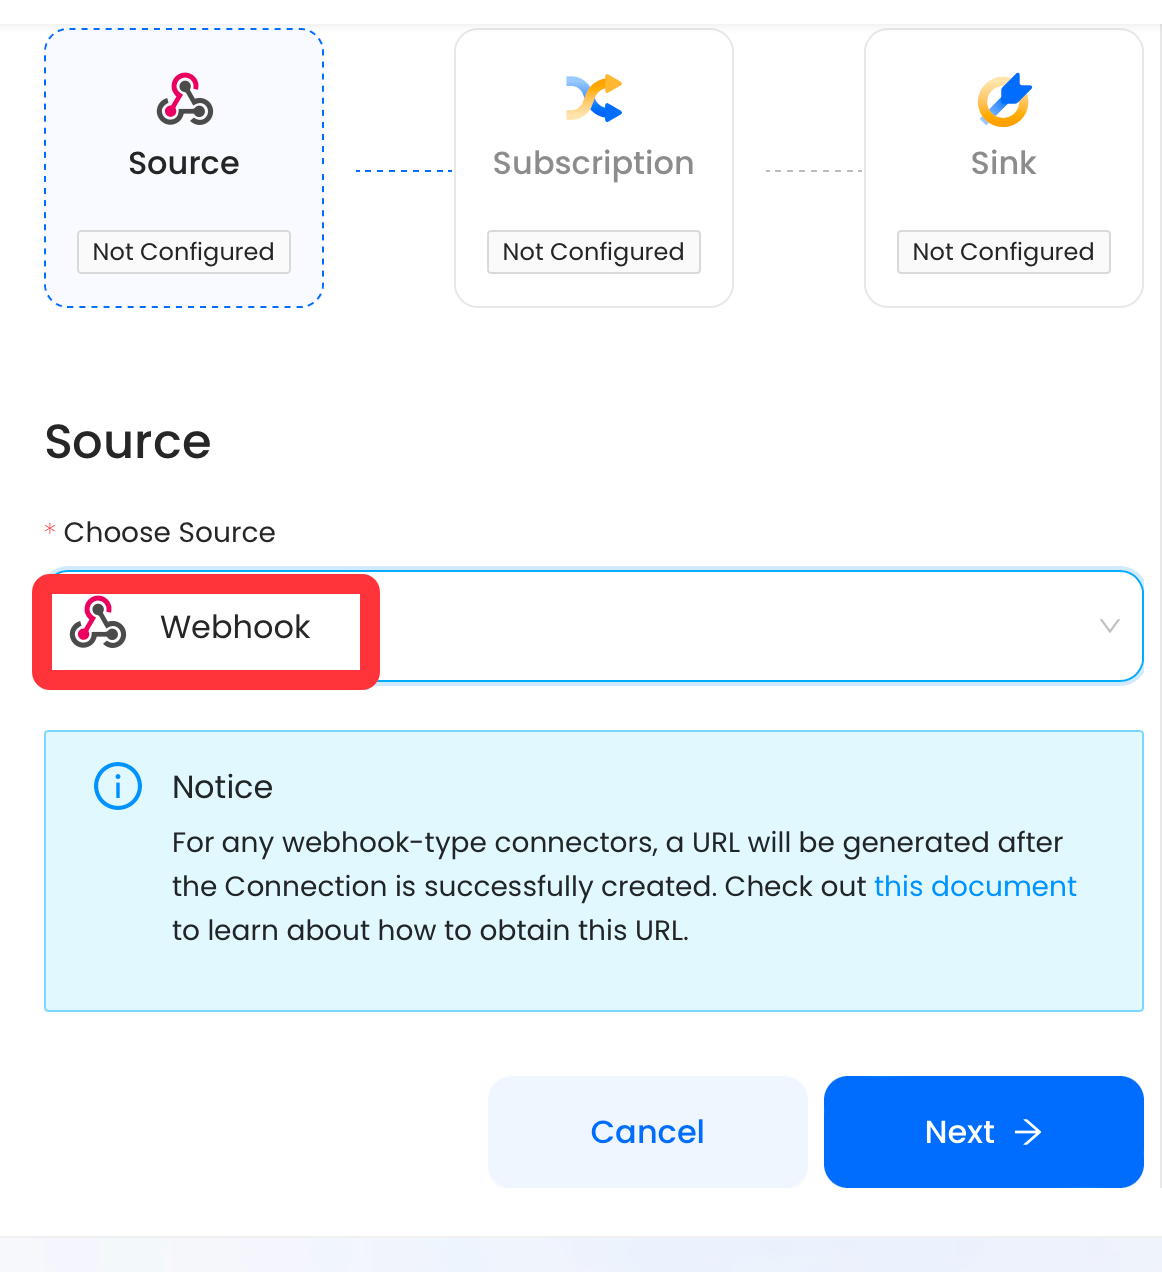 Source
Subscription
Sink
Not Configured
Not Configured
Not Configured
Source
* Choose Source
Webhook
Notice
For any webhook-type connectors, a URL will be generated after
the Connection is successfully created. Check out this document
to learn about how to obtain this URL.
Cancel
Next →